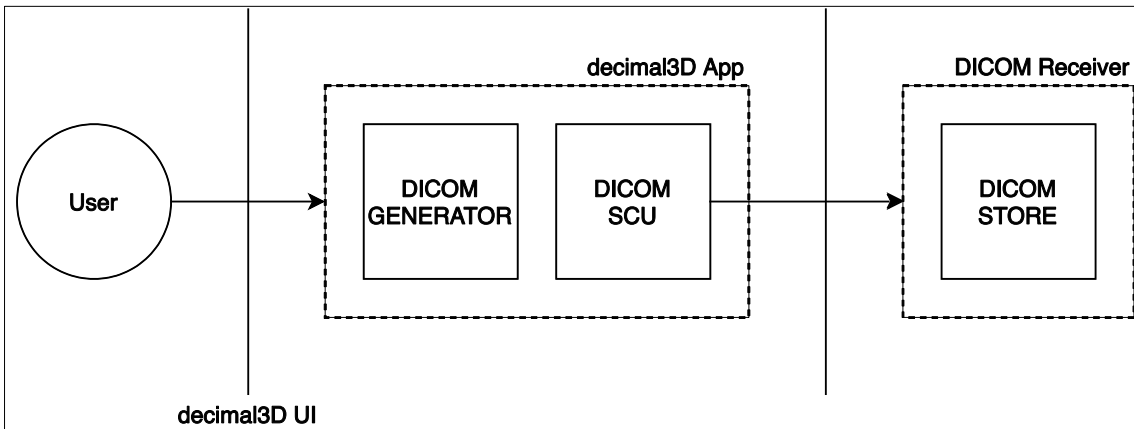 decimal3D App
DICOM Receiver
User
DICOM
GENERATOR
DICOM
SCU
DICOM
STORE
decimal3D UI